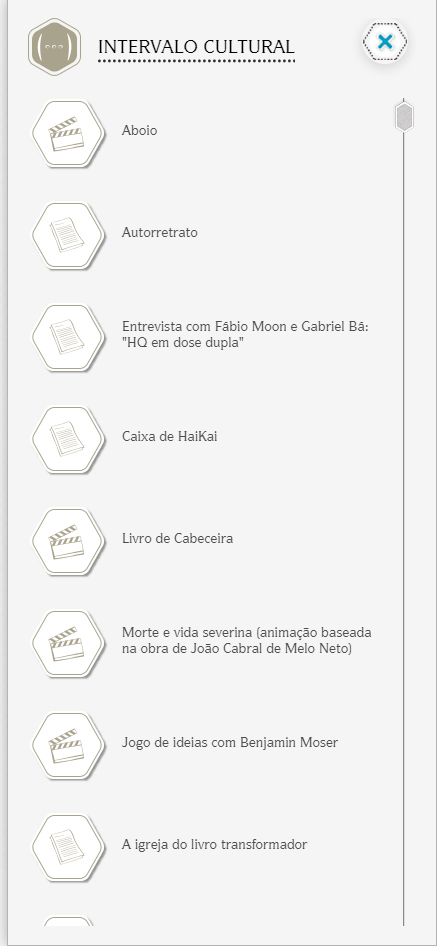 INTERVALO CULTURAL
Aboio
Autorretrato
Entrevista com Fábio Moon e Gabriel Bá:
"HQ em dose dupla"
Caixa de HaiKai
Livro de Cabeceira
Morte e vida severina (animação baseada
na obra de João Cabral de Melo Neto)
Jogo de ideias com Benjamin Moser
A igreja do livro transformador